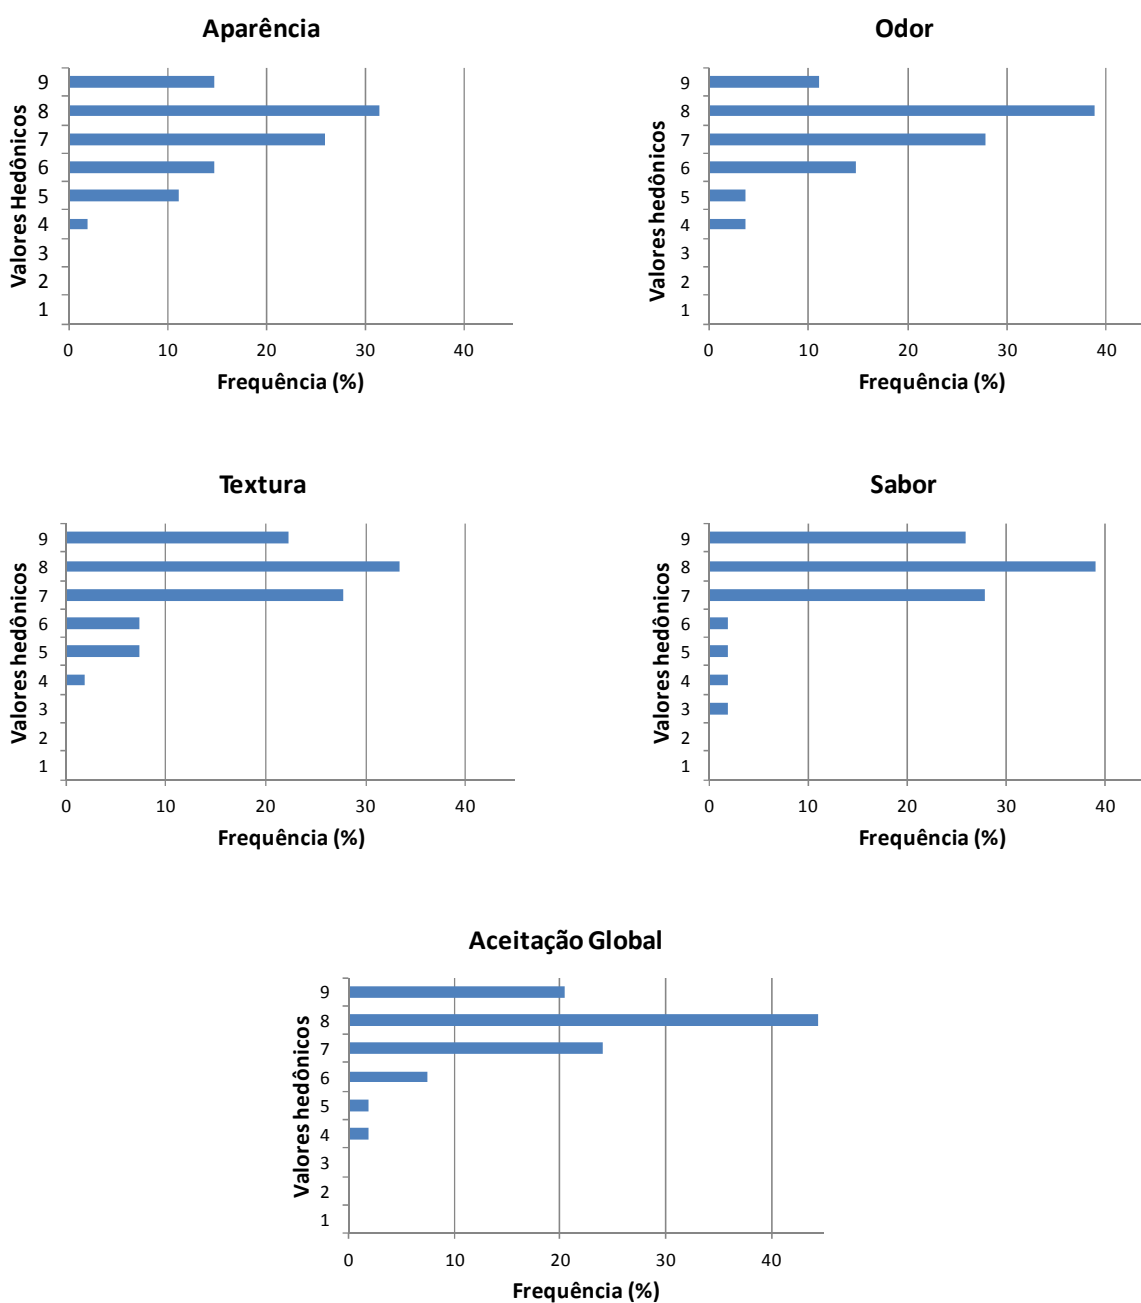 Aparência
Valores Hedônicos
9
8
7
6
5
4
3
2
1
0 10 20 30 40
Frequência (%)
Odor
Valores hedônicos
9
8
7
6
5
4
3
2
1
0 10 20 30 40
Frequência (%)
Textura
Valores hedônicos
9
8
7
6
5
4
3
2
1
0 10 20 30 40
Frequência (%)
Sabor
Valores hedônicos
9
8
7
6
5
4
3
2
1
0 10 20 30 40
Frequência (%)
Aceitação Global
Valores hedônicos
9
8
7
6
5
4
3
2
1
0 10 20 30 40
Frequência (%)